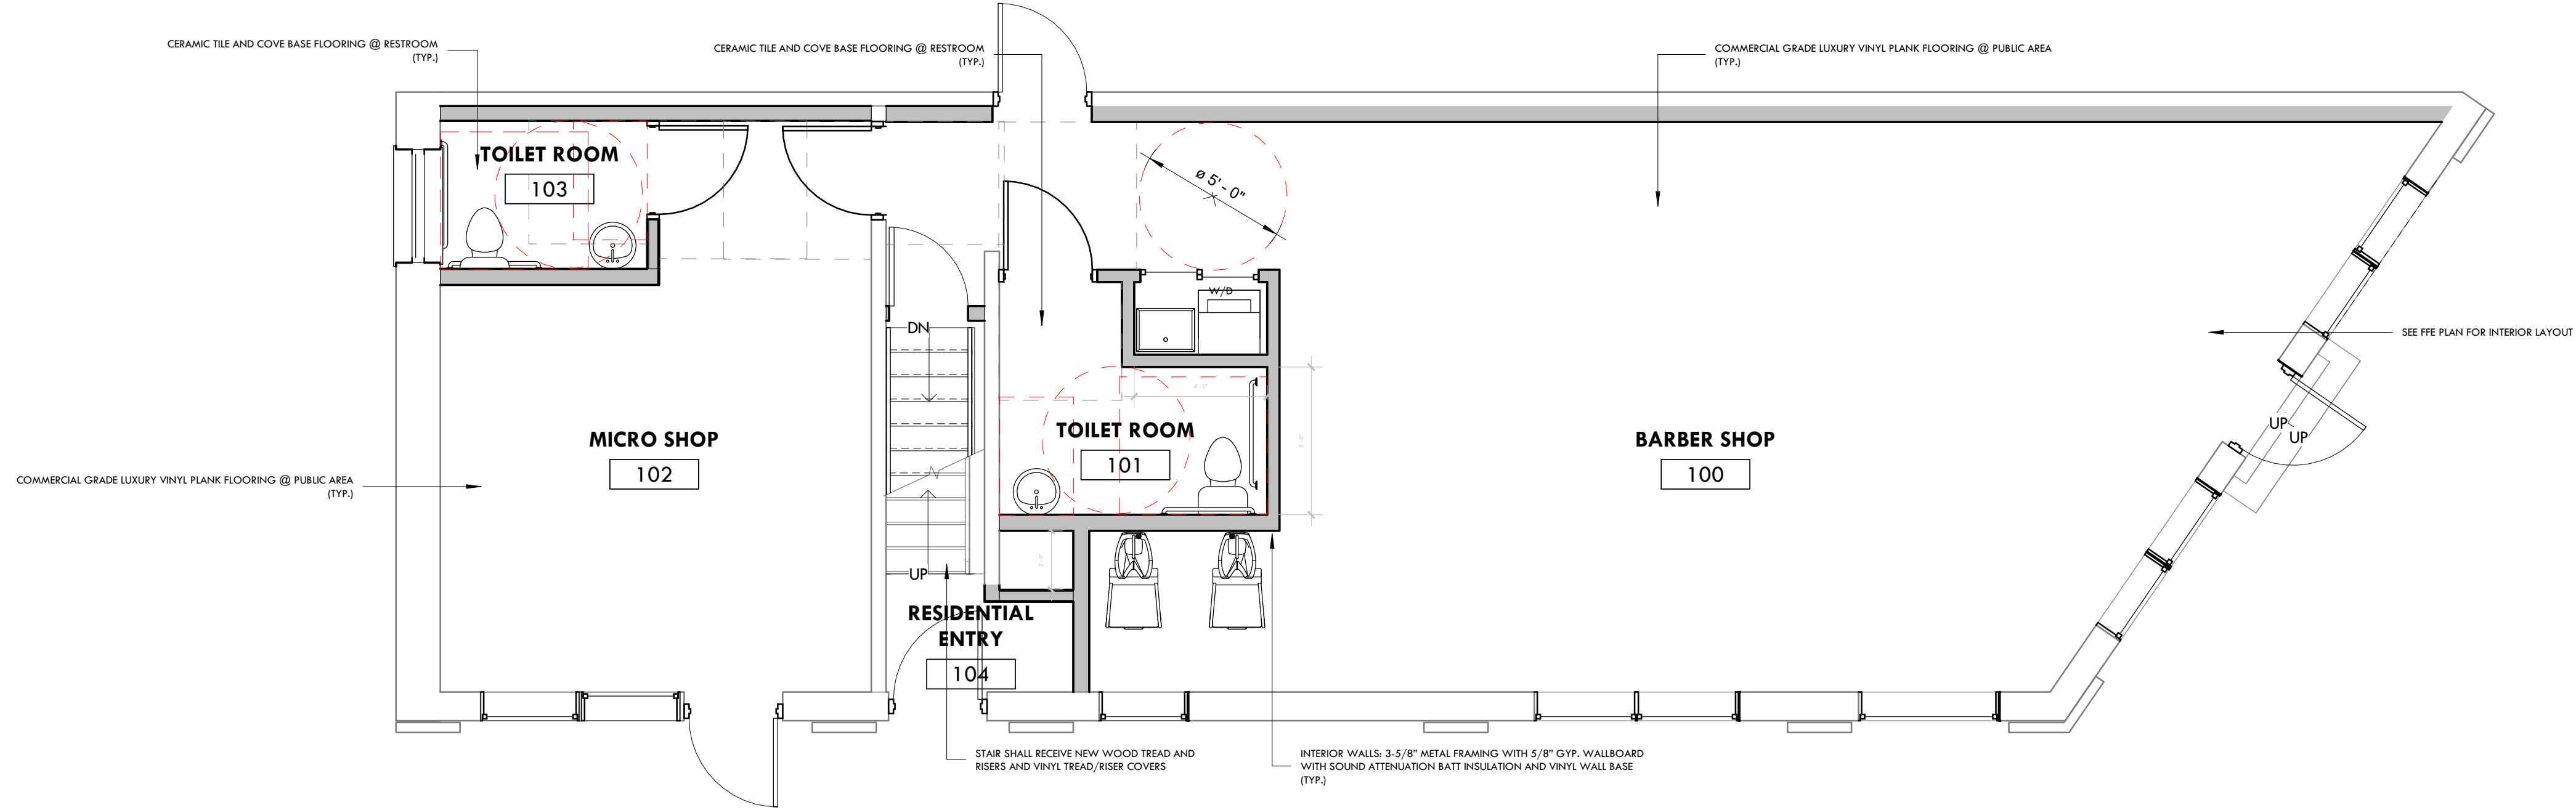 CERAMIC TILE AND COVE BASE FLOORING @ RESTROOM
(TYP.)
CERAMIC TILE AND COVE BASE FLOORING @ RESTROOM
(TYP.)
COMMERCIAL GRADE LUXURY VINYL PLANK FLOORING @ PUBLIC AREA
(TYP.)
TOILET ROOM
103
ø 5' - 0"
W/D
DN
SEE FFE PLAN FOR INTERIOR LAYOUT
MICRO SHOP
102
TOILET ROOM
101
BARBER SHOP
100
UP
UP
COMMERCIAL GRADE LUXURY VINYL PLANK FLOORING @ PUBLIC AREA
(TYP.)
UP
RESIDENTIAL
ENTRY
104
STAIR SHALL RECEIVE NEW WOOD TREAD AND
RISERS AND VINYL TREAD/RISER COVERS
INTERIOR WALLS: 3-5/8" METAL FRAMING WITH 5/8" GYP. WALLBOARD
WITH SOUND ATTENUATION BATT INSULATION AND VINYL WALL BASE
(TYP.)